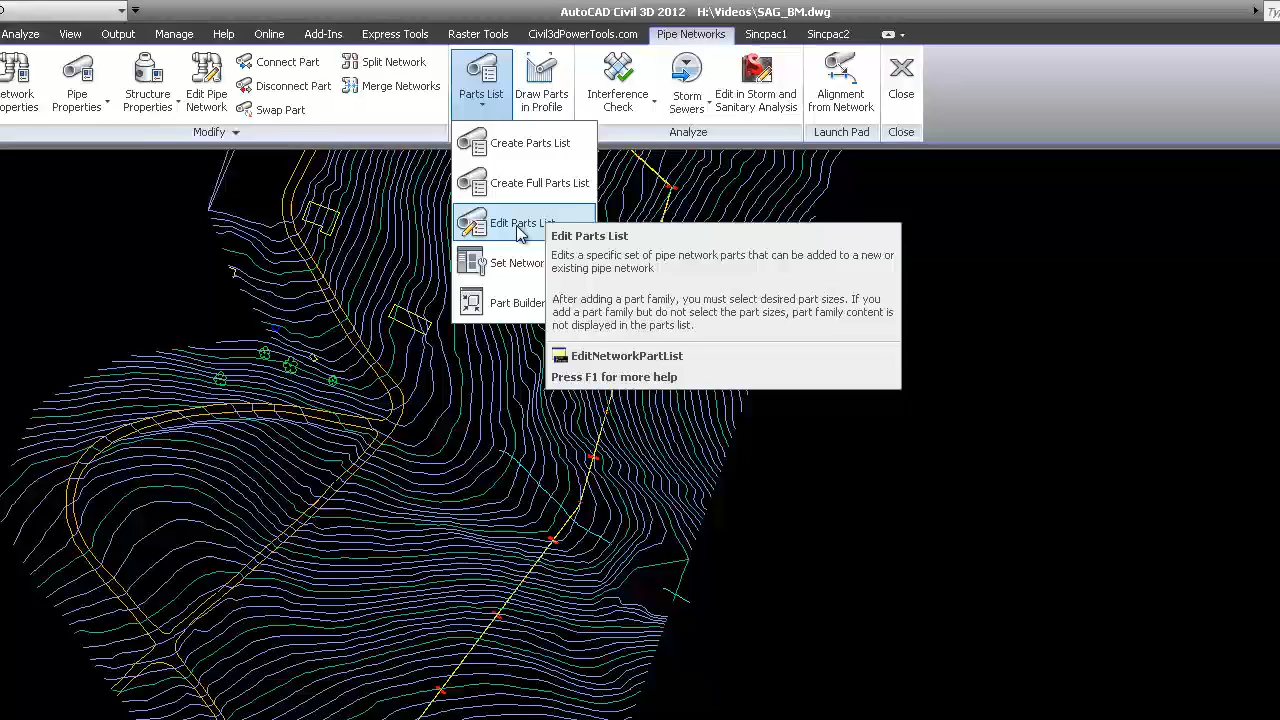 AutoCAD Civil 3D 2012 H:\Videos\SAG_BM.dwg
Analyze View Output Manage Help Online Add-Ins Express Tools Raster Tools Civil3dPowerTools.com Pipe Networks Sincpac1 Sincpac2
Pipe
Properties
Structure
Properties
Edit Pipe
Network
Connect Part
Disconnect Part
Swap Part
Split Network
Merge Networks
Parts List
Draw Parts
in Profile
Interference
Check
Storm
Sewers
Edit in Storm and
Sanitary Analysis
Alignment
from Network
Close
Modify
Analyze
Launch Pad
Close
Create Parts List
Create Full Parts List
Edit Parts List
Set Networ
Part Builder
Edit Parts List
Edits a specific set of pipe network parts that can be added to a new or
existing pipe network
After adding a part family, you must select desired part sizes. If you
add a part family but do not select the part sizes, part family content is
not displayed in the parts list.
EditNetworkPartList
Press F1 for more help